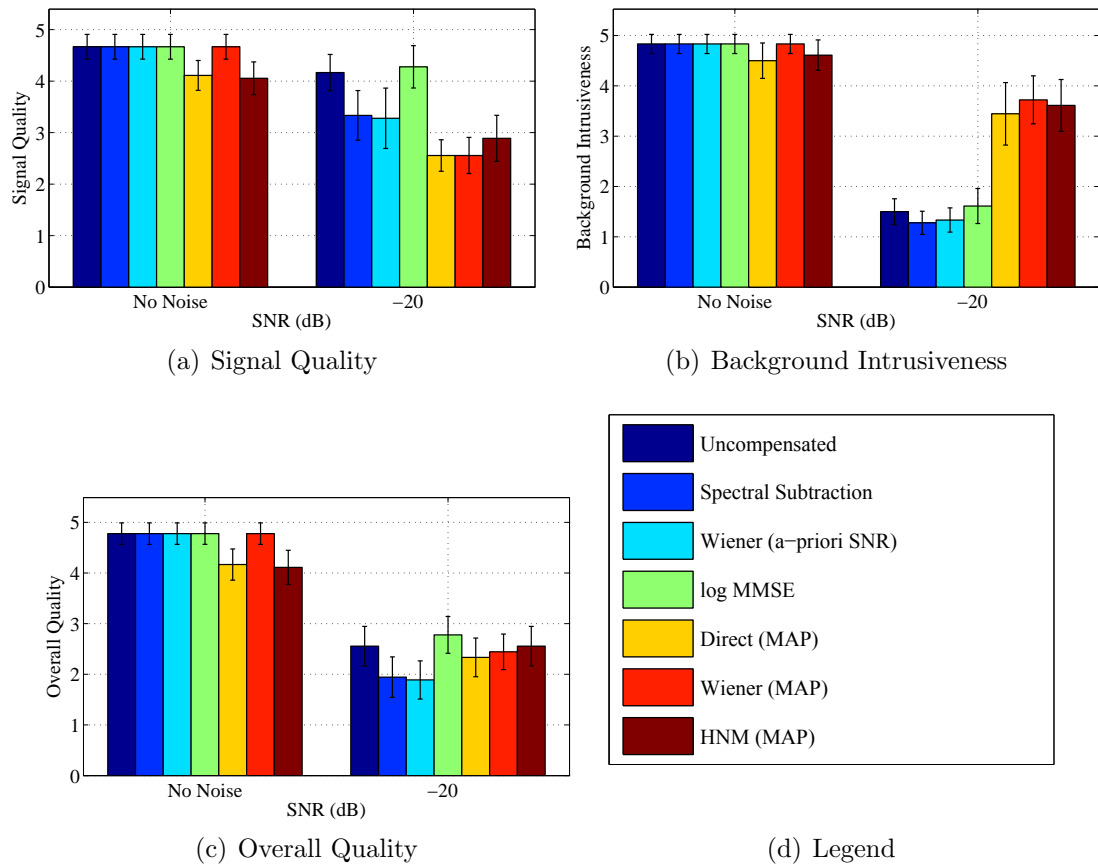 5
4
3
2
1
0
Signal Quality
No Noise
−20
SNR (dB)
(a) Signal Quality
5
4
3
2
1
0
Background Intrusiveness
No Noise
−20
SNR (dB)
(b) Background Intrusiveness
5
4
3
2
1
0
Overall Quality
No Noise
−20
SNR (dB)
(c) Overall Quality
Uncompensated
Spectral Subtraction
Wiener (a−priori SNR)
log MMSE
Direct (MAP)
Wiener (MAP)
HNM (MAP)
(d) Legend